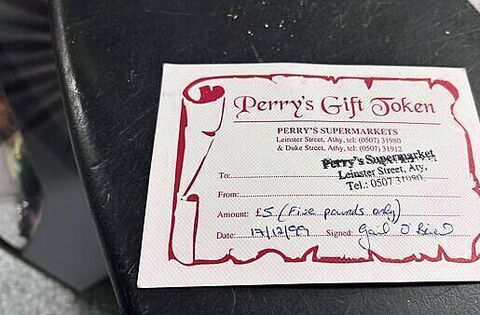 Perry's Gift Token
PERRY'S SUPERMARKETS
Leinster Street, Athy, tel: (0507) 31980
& Duke Street, Athy, tel: (0507) 31912
Perry's Supermarket
Leinster Street, Aty,
Tel: 0507 31980
To:
From:
Amount: £5 (Five pounds only)
Date: 17/12/99 Signed: